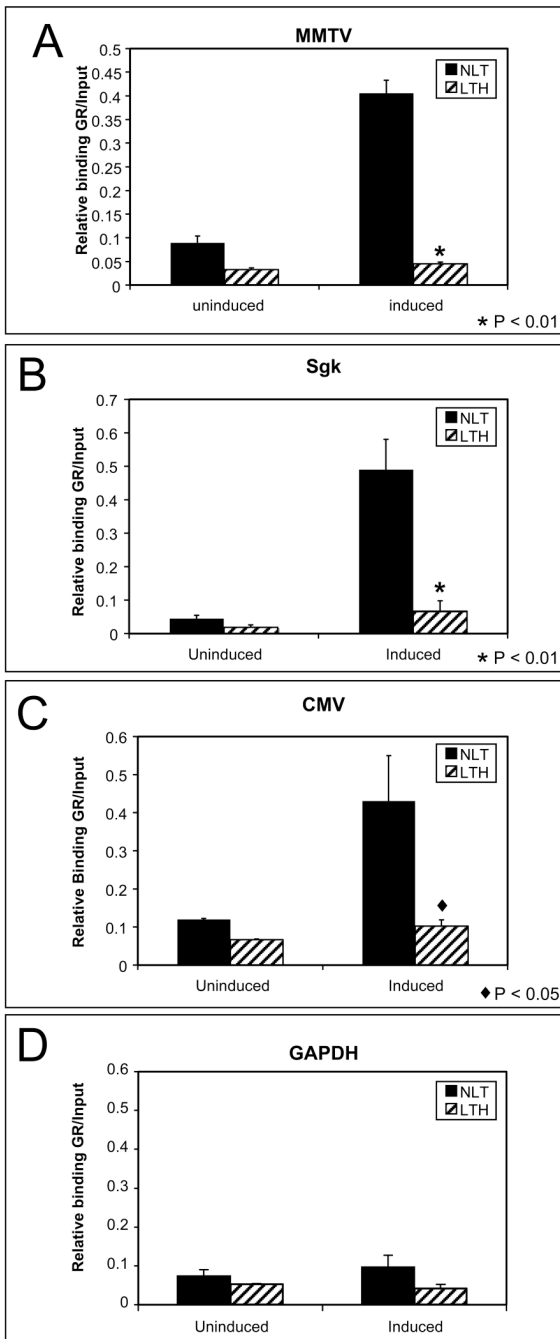 A
MMTV
Relative binding GR/Input
0.5
0.45
0.4
0.35
0.3
0.25
0.2
0.15
0.1
0.05
0
NLT
LTH
*
uninduced induced
* P < 0.01
B
Sgk
Relative binding GR/Input
0.7
0.6
0.5
0.4
0.3
0.2
0.1
0
NLT
LTH
*
Uninduced Induced
* P < 0.01
C
CMV
Relative Binding GR/Input
0.6
0.5
0.4
0.3
0.2
0.1
0
NLT
LTH
♦
Uninduced Induced
♦ P < 0.05
D
GAPDH
Relative binding GR/Input
0.6
0.5
0.4
0.3
0.2
0.1
0
NLT
LTH
Uninduced Induced